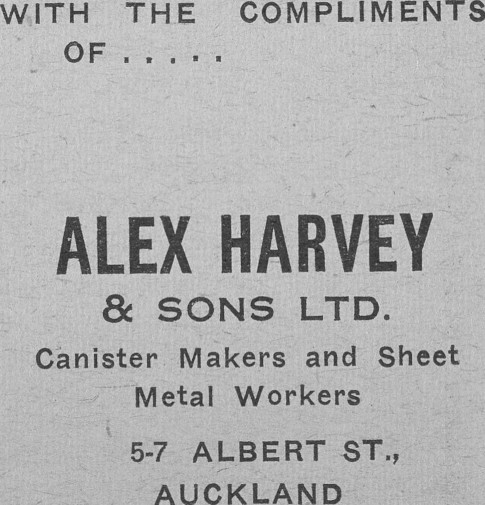 WITH THE COMPLIMENTS
OF .....
ALEX HARVEY
& SONS LTD.
Canister Makers and Sheet
Metal Workers
5-7 ALBERT ST.,
AUCKLAND